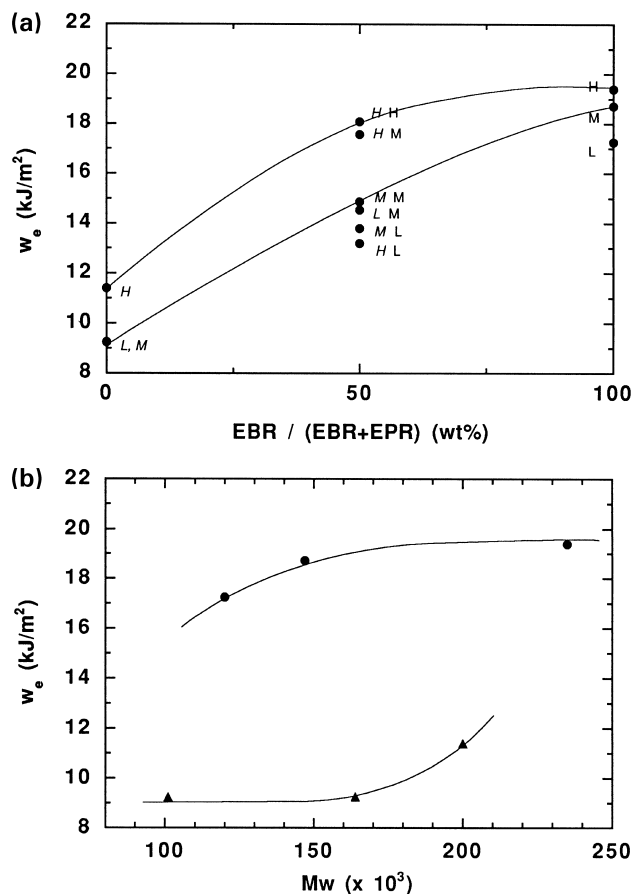 (a)
22
20
18
16
14
12
10
8
w_e (kJ/m²)
H
L, M
H H
H M
M M
L M
M L
H L
H
M
L
0 50 100
EBR / (EBR+EPR) (wt%)
(b)
22
20
18
16
14
12
10
8
w_e (kJ/m²)
100 150 200 250
Mw (x 10³)